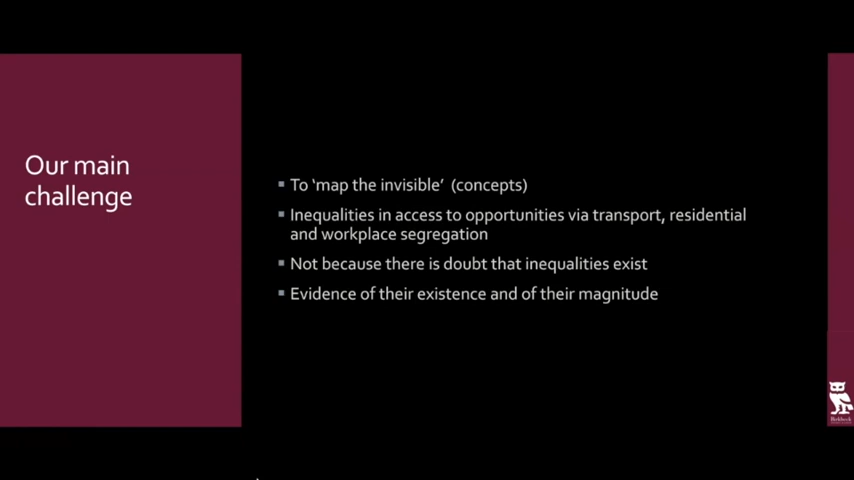 Our main
challenge
▪ To ‘map the invisible’ (concepts)
▪ Inequalities in access to opportunities via transport, residential
and workplace segregation
▪ Not because there is doubt that inequalities exist
▪ Evidence of their existence and of their magnitude
Birkbeck